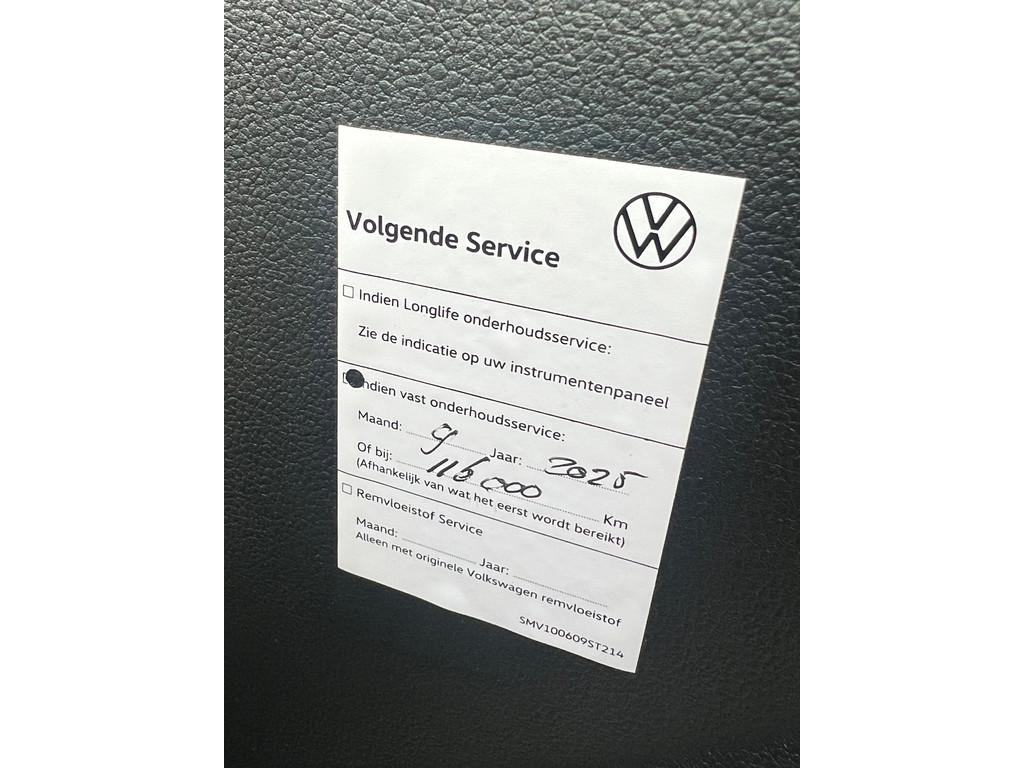 Volgende Service
Indien Longlife onderhoudsservice:
Zie de indicatie op uw instrumentenpaneel
Indien vast onderhoudsservice:
Maand: 9 Jaar: 2025
Of bij: 116000 Km
(Afhankelijk van wat het eerst wordt bereikt)
Remvloeistof Service
Maand: Jaar:
Alleen met originele Volkswagen remvloeistof
SMV100609ST214